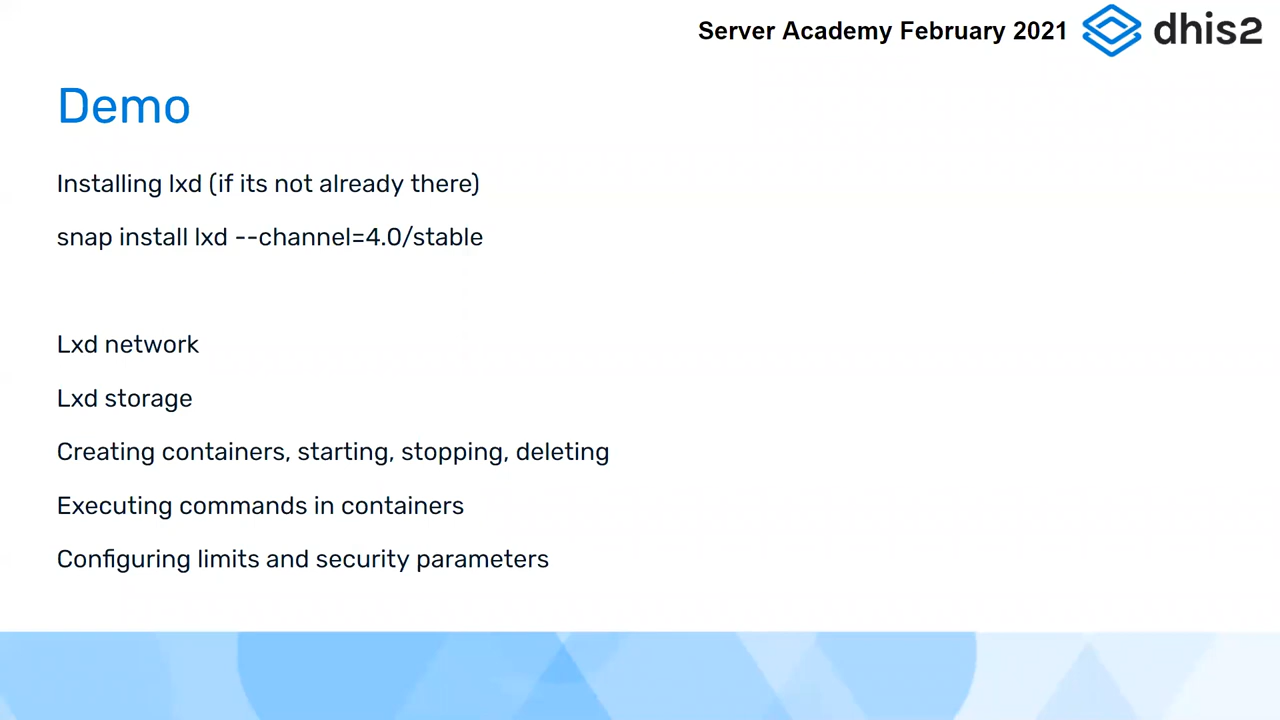 Server Academy February 2021
dhis2
Demo
Installing lxd (if its not already there)
snap install lxd --channel=4.0/stable
Lxd network
Lxd storage
Creating containers, starting, stopping, deleting
Executing commands in containers
Configuring limits and security parameters